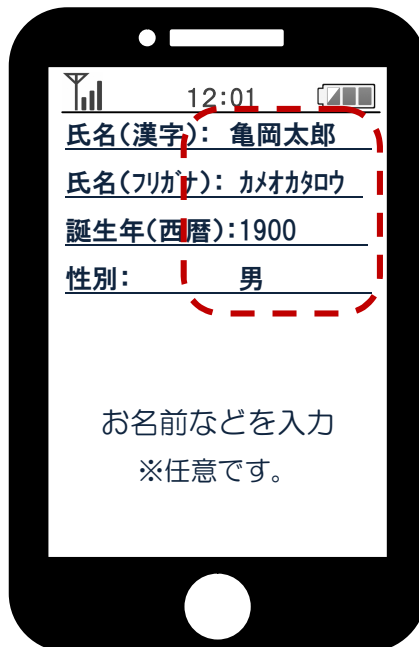 12:01
氏名(漢字): 亀岡太郎
氏名(ﾌﾘｶﾞﾅ): ｶﾒｵｶﾀﾛｳ
誕生年(西暦):1900
性別: 男
お名前などを入力
※任意です。